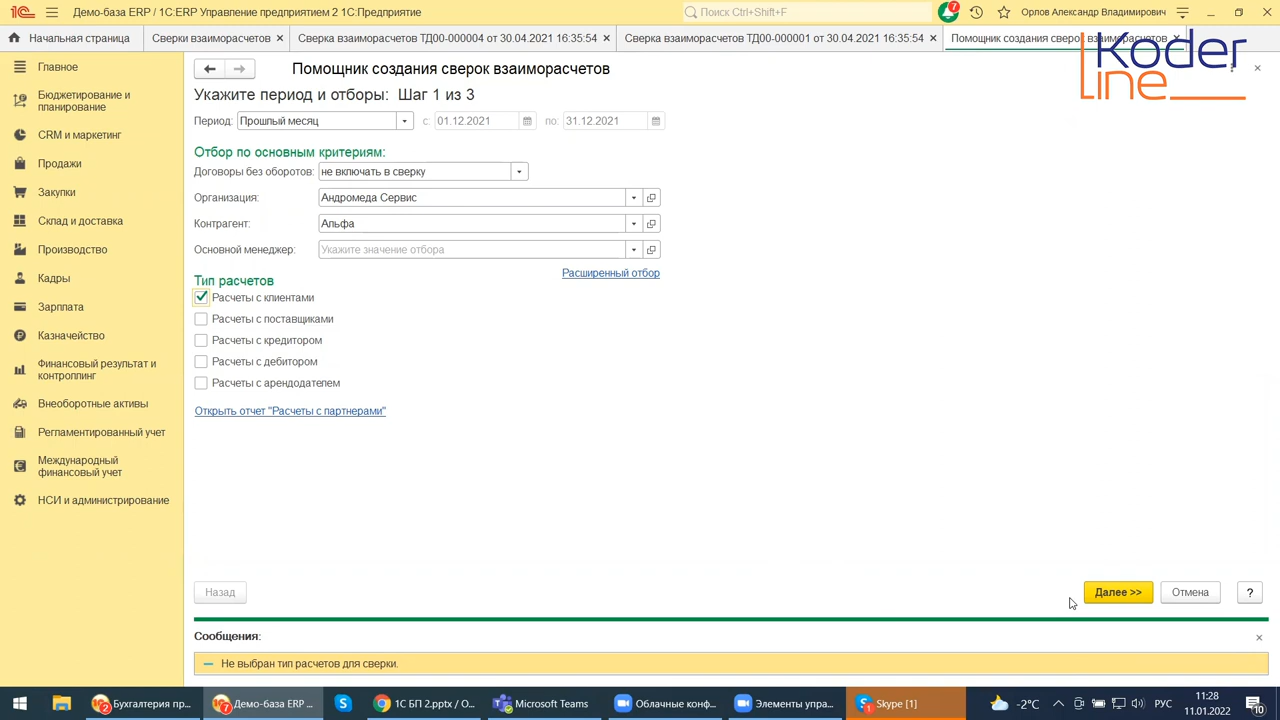 Демо-база ERP / 1С:ERP Управление предприятием 2 1С:Предприятие
Поиск Ctrl+Shift+F
7
Орлов Александр Владимирович
Начальная страница
Сверки взаиморасчетов ×
Сверка взаиморасчетов ТД00-000004 от 30.04.2021 16:35:54 ×
Сверка взаиморасчетов ТД00-000001 от 30.04.2021 16:35:54 ×
Помощник создания сверок взаиморасчетов ×
Koder
line
Главное
Бюджетирование и
планирование
CRM и маркетинг
Продажи
Закупки
Склад и доставка
Производство
Кадры
Зарплата
Казначейство
Финансовый результат и
контроллинг
Внеоборотные активы
Регламентированный учет
Международный
финансовый учет
НСИ и администрирование
Помощник создания сверок взаиморасчетов
Укажите период и отборы: Шаг 1 из 3
Период: Прошлый месяц с: 01.12.2021 по: 31.12.2021
Отбор по основным критериям:
Договоры без оборотов: не включать в сверку
Организация: Андромеда Сервис
Контрагент: Альфа
Основной менеджер: Укажите значение отбора
Расширенный отбор
Тип расчетов
Расчеты с клиентами
Расчеты с поставщиками
Расчеты с кредитором
Расчеты с дебитором
Расчеты с арендодателем
Открыть отчет "Расчеты с партнерами"
Назад
Далее >>
Отмена
?
Сообщения:
Не выбран тип расчетов для сверки.
Бухгалтерия пр...
Демо-база ERP ...
1С БП 2.pptx / О...
Microsoft Teams
Облачные конф...
Элементы упра...
Skype [1]
-2°C
РУС
11:28
11.01.2022
10